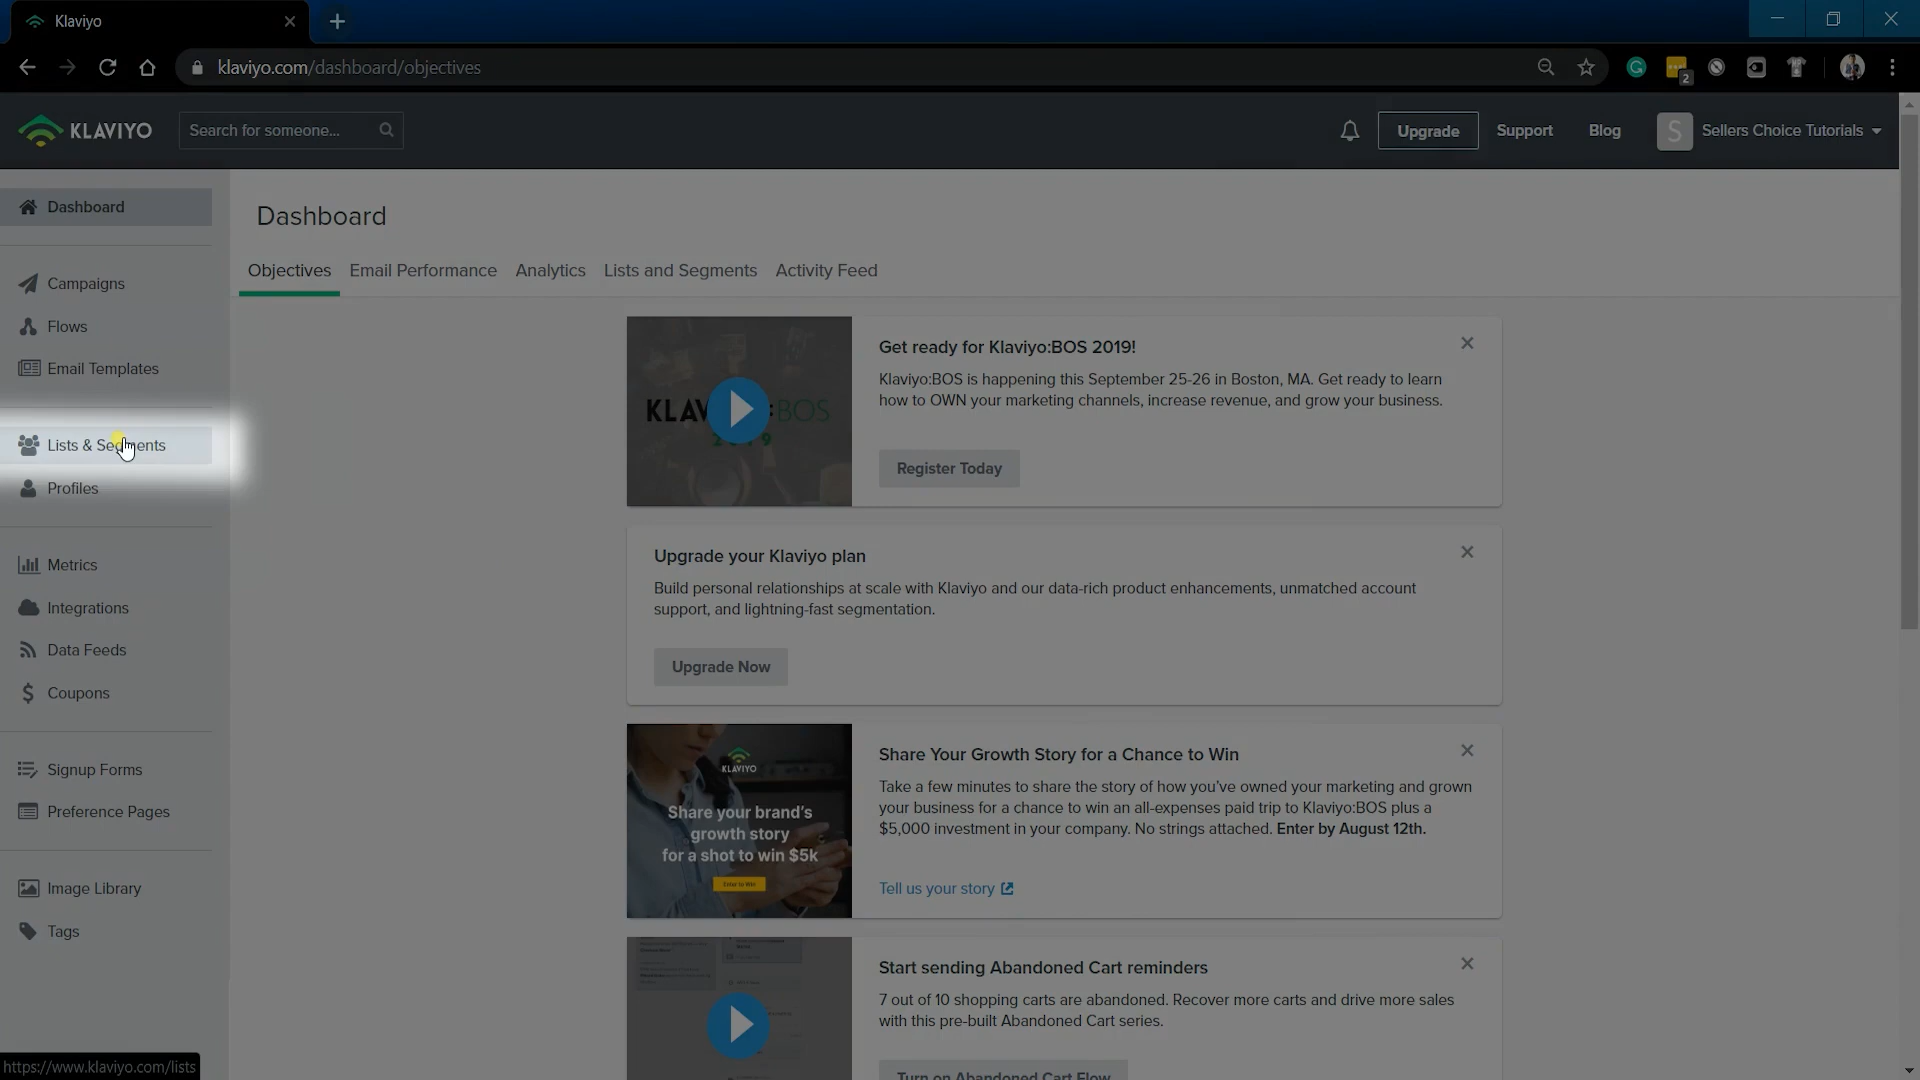 Klaviyo
klaviyo.com/dashboard/objectives
2
KLAVIYO
Search for someone...
Upgrade
Support
Blog
S
Sellers Choice Tutorials
Dashboard
Campaigns
Flows
Email Templates
Lists & Segments
Profiles
Metrics
Integrations
Data Feeds
Coupons
Signup Forms
Preference Pages
Image Library
Tags
https://www.klaviyo.com/lists
Dashboard
Objectives Email Performance Analytics Lists and Segments Activity Feed
Get ready for Klaviyo:BOS 2019!
Klaviyo:BOS is happening this September 25-26 in Boston, MA. Get ready to learn
how to OWN your marketing channels, increase revenue, and grow your business.
Register Today
Upgrade your Klaviyo plan
Build personal relationships at scale with Klaviyo and our data-rich product enhancements, unmatched account
support, and lightning-fast segmentation.
Upgrade Now
KLAVIYO
Share your brand's
growth story
for a shot to win $5k
Enter to Win
Share Your Growth Story for a Chance to Win
Take a few minutes to share the story of how you've owned your marketing and grown
your business for a chance to win an all-expenses paid trip to Klaviyo:BOS plus a
$5,000 investment in your company. No strings attached. Enter by August 12th.
Tell us your story
Start sending Abandoned Cart reminders
7 out of 10 shopping carts are abandoned. Recover more carts and drive more sales
with this pre-built Abandoned Cart series.
Turn on Abandoned Cart Flow